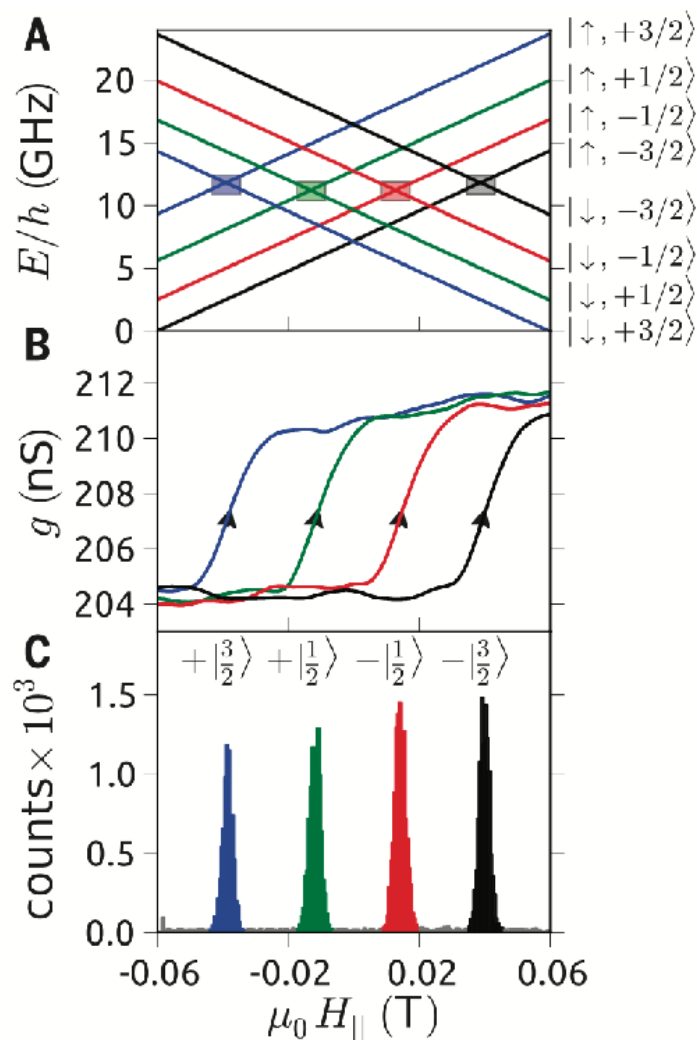 A
E/h (GHz)
20
15
10
5
0
|↑, +3/2⟩
|↑, +1/2⟩
|↑, −1/2⟩
|↑, −3/2⟩
|↓, −3/2⟩
|↓, −1/2⟩
|↓, +1/2⟩
|↓, +3/2⟩
B
g (nS)
212
210
208
206
204
C
+|3/2⟩ +|1/2⟩ −|1/2⟩ −|3/2⟩
counts × 10³
1.5
1.0
0.5
0.0
-0.06 -0.02 0.02 0.06
μ₀ H_|| (T)